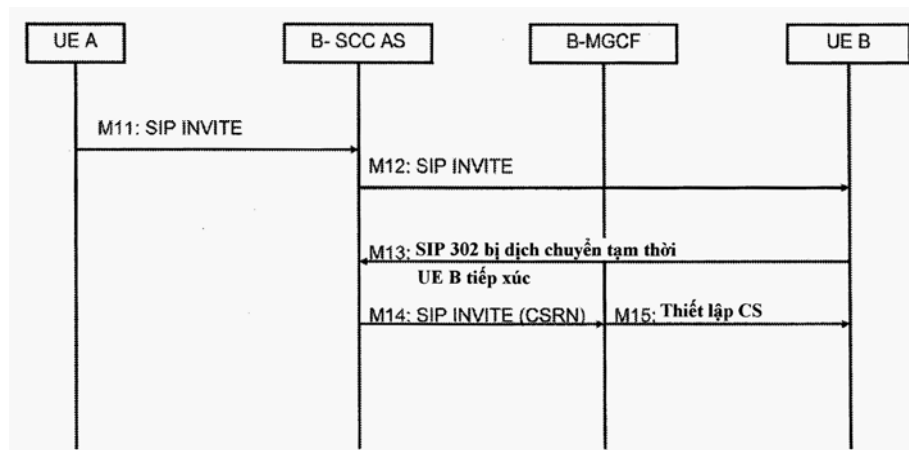 UE A
B- SCC AS
B-MGCF
UE B
M11: SIP INVITE
M12: SIP INVITE
M13: SIP 302 bị dịch chuyển tạm thời
UE B tiếp xúc
M14: SIP INVITE (CSRN)
M15: Thiết lập CS